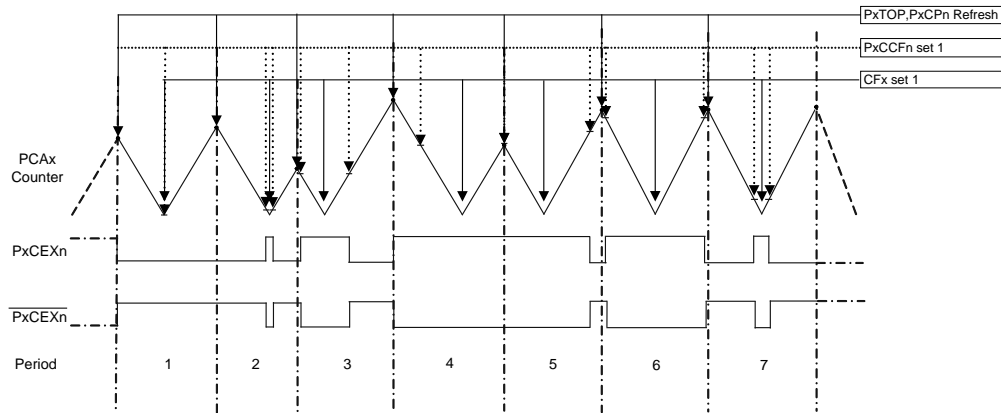 PxTOP,PxCPn Refresh
PxCCFn set 1
CFx set 1
PCAx
Counter
PxCEXn
PxCEXn
Period
1
2
3
4
5
6
7